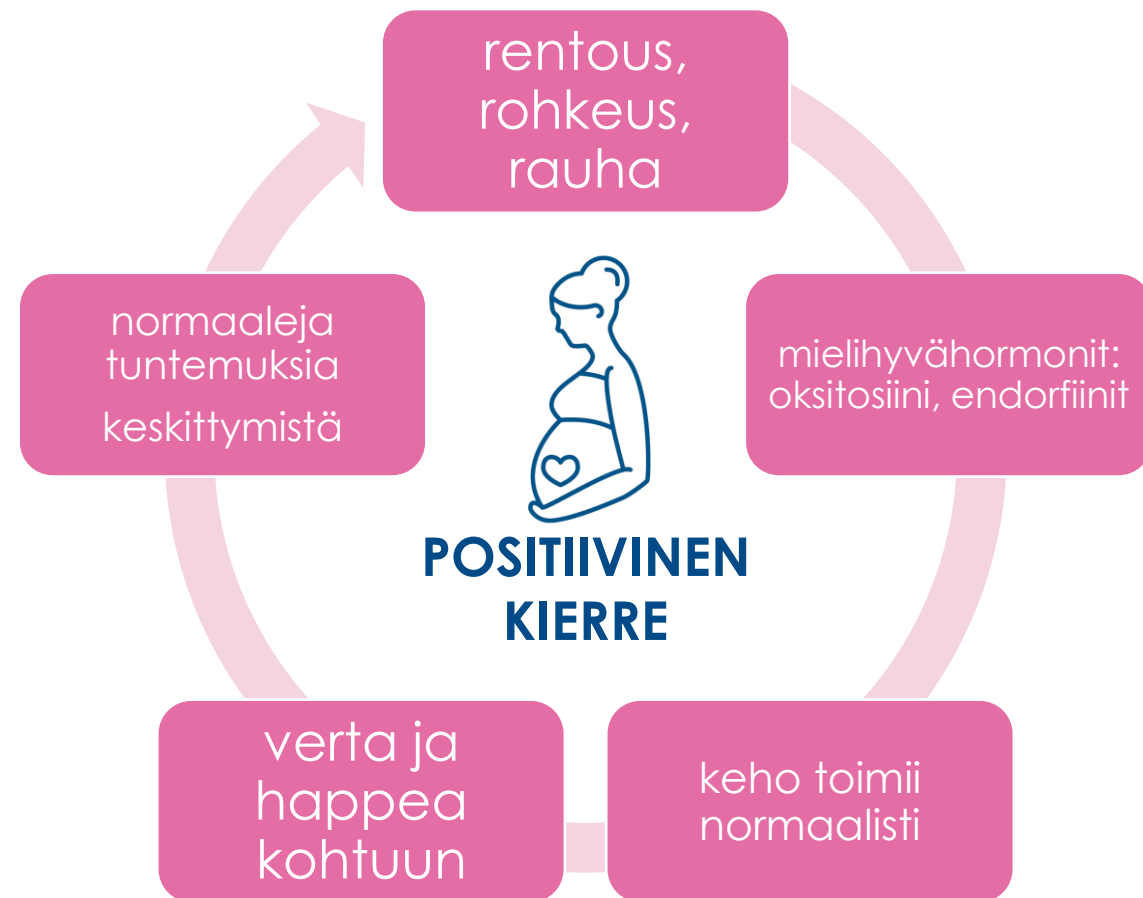 rentous,
rohkeus,
rauha
mielihyvähormonit:
oksitosiini, endorfiinit
keho toimii
normaalisti
verta ja
happea
kohtuun
normaaleja
tuntemuksia
keskittymistä
POSITIIVINEN
KIERRE